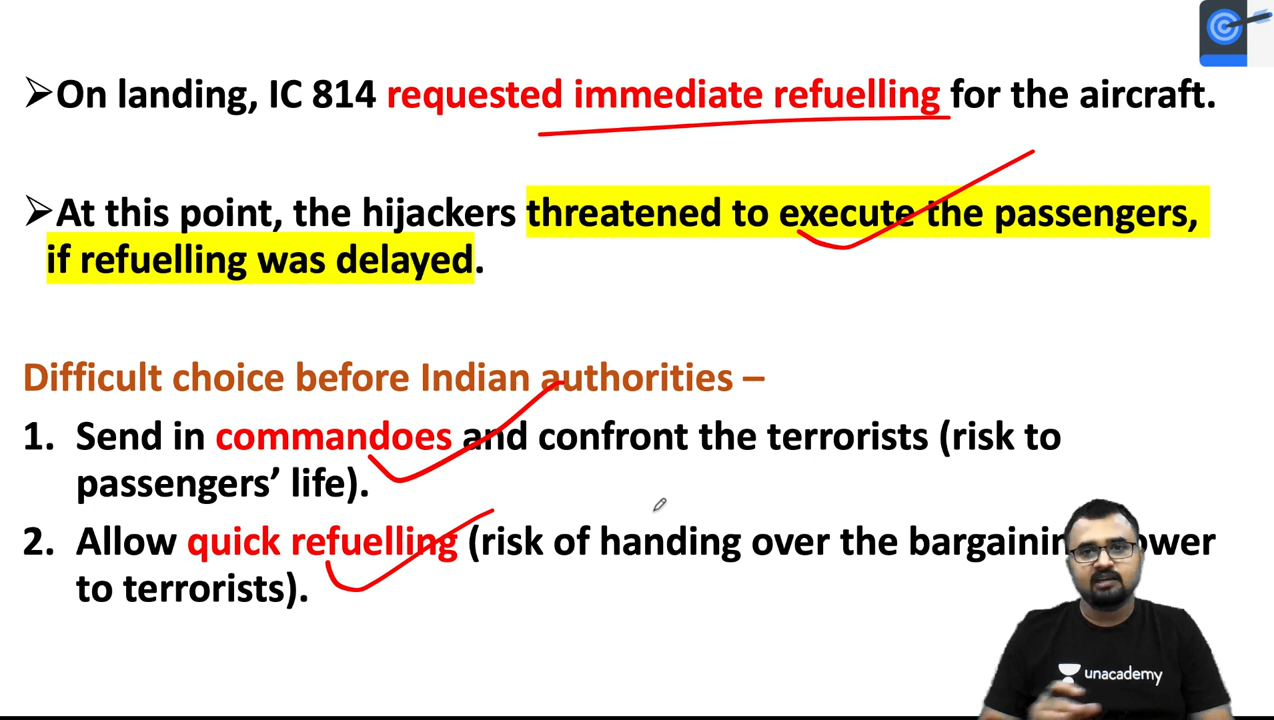 ➢On landing, IC 814 requested immediate refuelling for the aircraft.
➢At this point, the hijackers threatened to execute the passengers,
if refuelling was delayed.
Difficult choice before Indian authorities –
1. Send in commandoes and confront the terrorists (risk to
passengers’ life).
2. Allow quick refuelling (risk of handing over the bargaining power
to terrorists).
unacademy